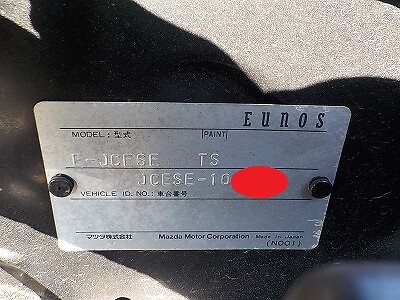 EUNOS
MODEL:型式 PAINT
E-JCESE TS
JCESE-10
VEHICLE ID. NO.:車台番号
マツダ株式会社 Mazda Motor Corporation Made in Japan
(N001)